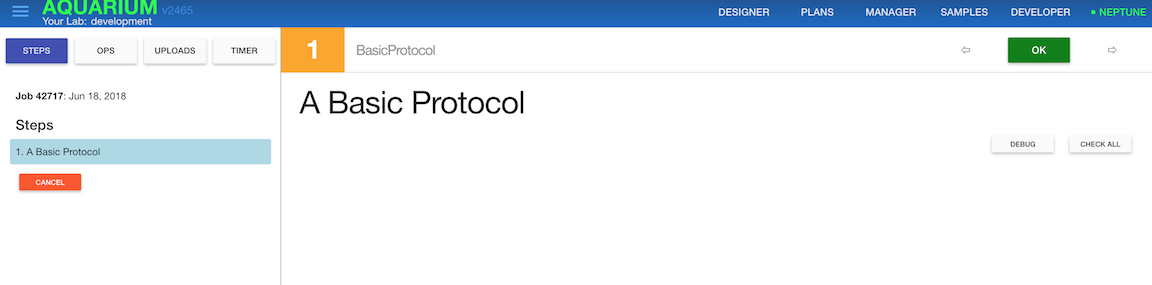 AQUARIUM v2465
Your Lab: development
DESIGNER PLANS MANAGER SAMPLES DEVELOPER • NEPTUNE
STEPS OPS UPLOADS TIMER
1 BasicProtocol ⇦ OK ⇨
Job 42717: Jun 18, 2018
Steps
1. A Basic Protocol
CANCEL
A Basic Protocol
DEBUG CHECK ALL